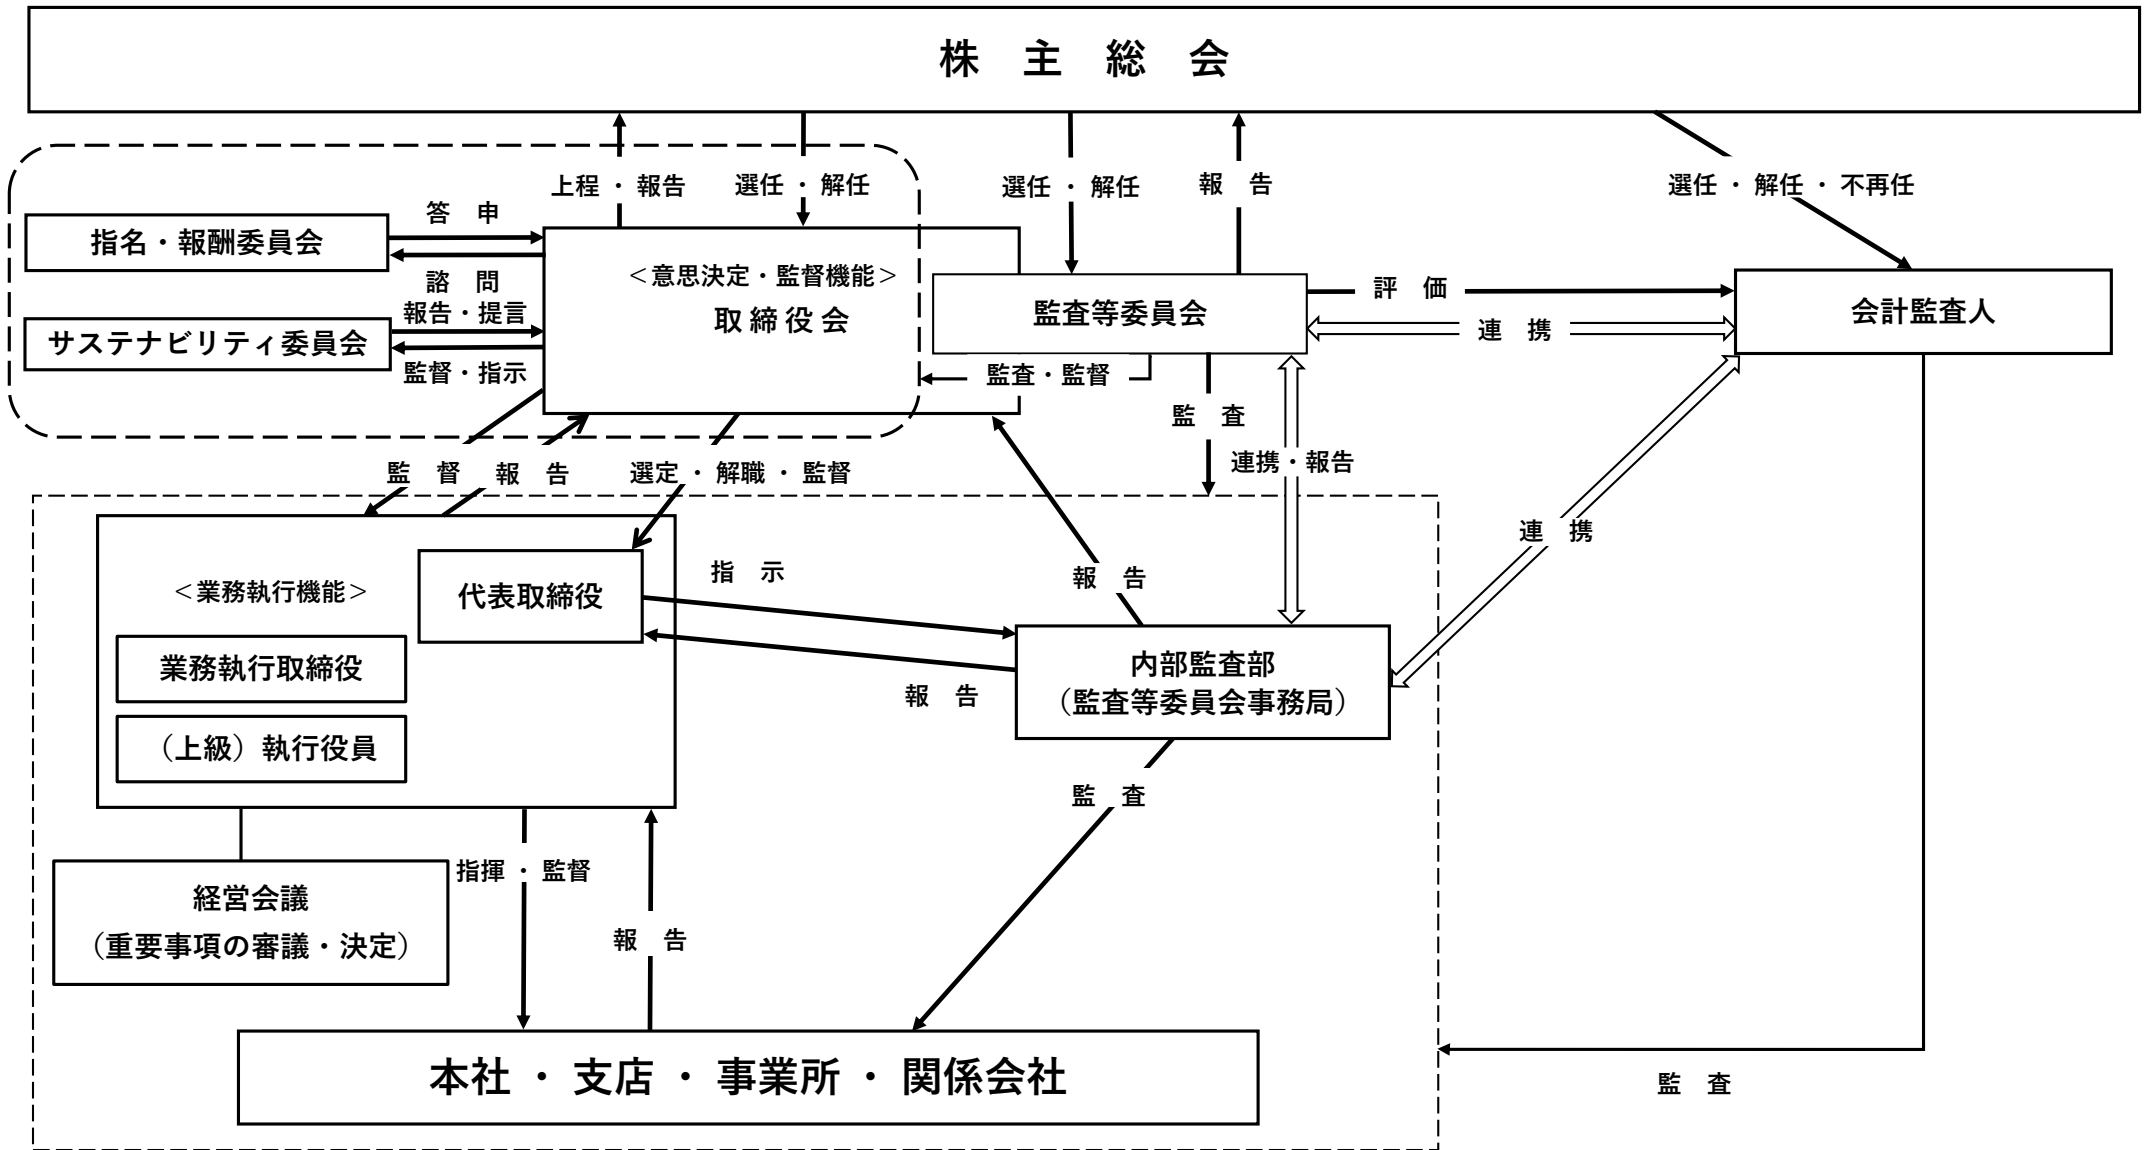 株 主 総 会
上程 ・ 報告
選任 ・ 解任
選任 ・ 解任
報 告
選任 ・ 解任 ・ 不再任
答 申
指名・報酬委員会
諮 問
報告・提言
サステナビリティ委員会
監督・指示
＜意思決定・監督機能＞
取 締 役 会
監査等委員会
評 価
連 携
会計監査人
監査・監督
監 査
連携・報告
監 督
報 告
選定 ・ 解職 ・ 監督
連 携
＜業務執行機能＞
代表取締役
指 示
報 告
業務執行取締役
（上級）執行役員
報 告
内部監査部
（監査等委員会事務局）
監 査
指揮 ・ 監督
報 告
経営会議
（重要事項の審議・決定）
本社 ・ 支店 ・ 事業所 ・ 関係会社
監 査